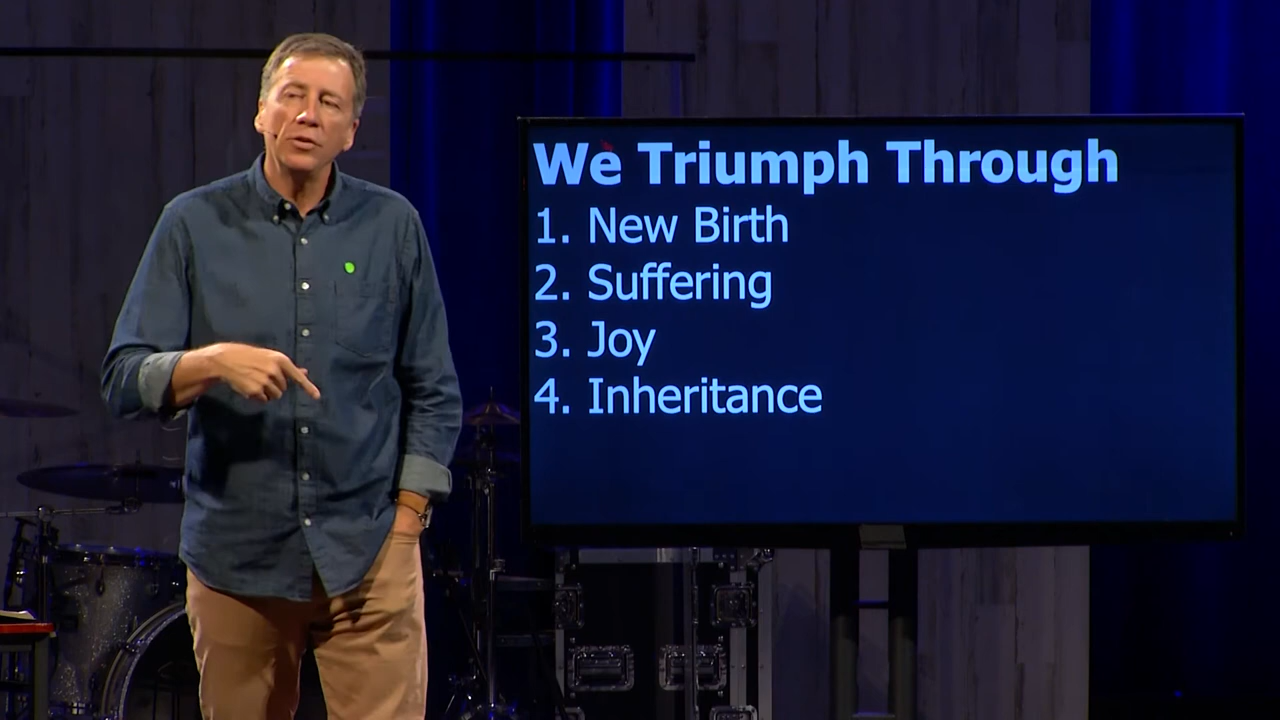 We Triumph Through
1. New Birth
2. Suffering
3. Joy
4. Inheritance